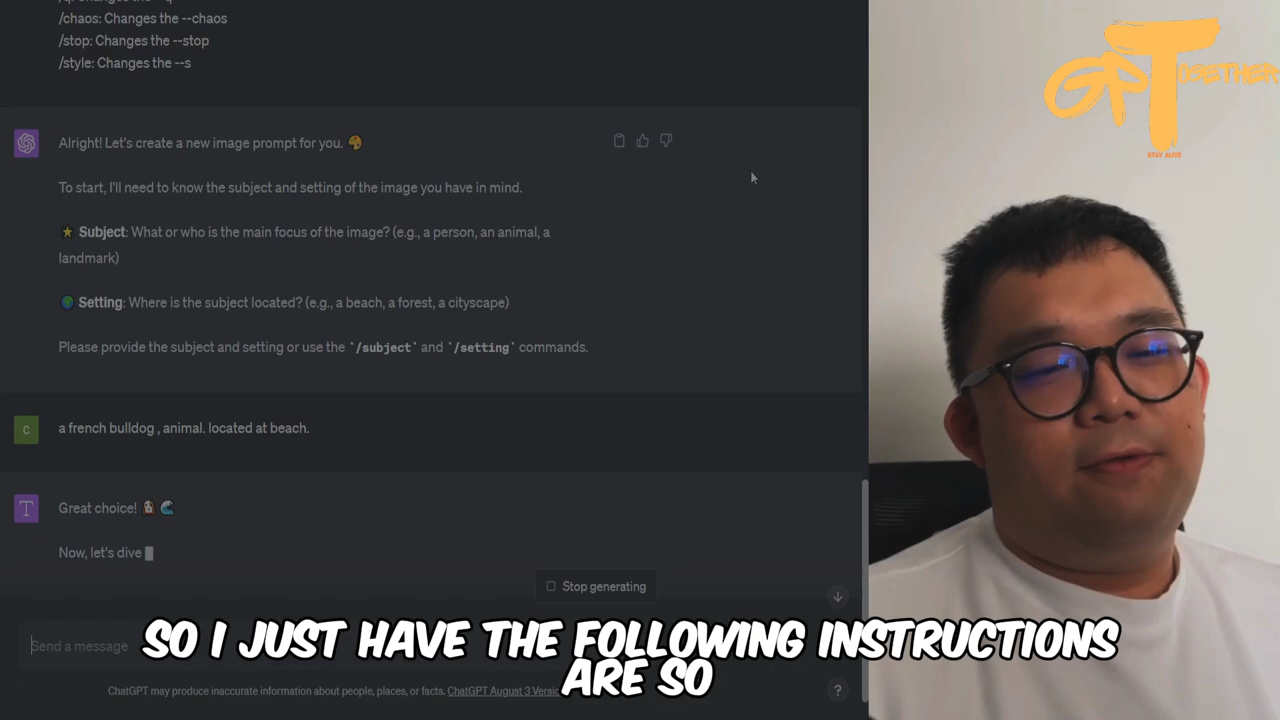 /chaos: Changes the --chaos
/stop: Changes the --stop
/style: Changes the --s
Alright! Let's create a new image prompt for you.
To start, I'll need to know the subject and setting of the image you have in mind.
Subject: What or who is the main focus of the image? (e.g., a person, an animal, a
landmark)
Setting: Where is the subject located? (e.g., a beach, a forest, a cityscape)
Please provide the subject and setting or use the `/subject` and `/setting` commands.
C
a french bulldog , animal. located at beach.
T
Great choice!
Now, let's dive
Stop generating
Send a message
ChatGPT may produce inaccurate information about people, places, or facts. ChatGPT August 3 Versio
?
GPTOGETHER
STAY ALIVE
SO I JUST HAVE THE FOLLOWING INSTRUCTIONS
ARE SO